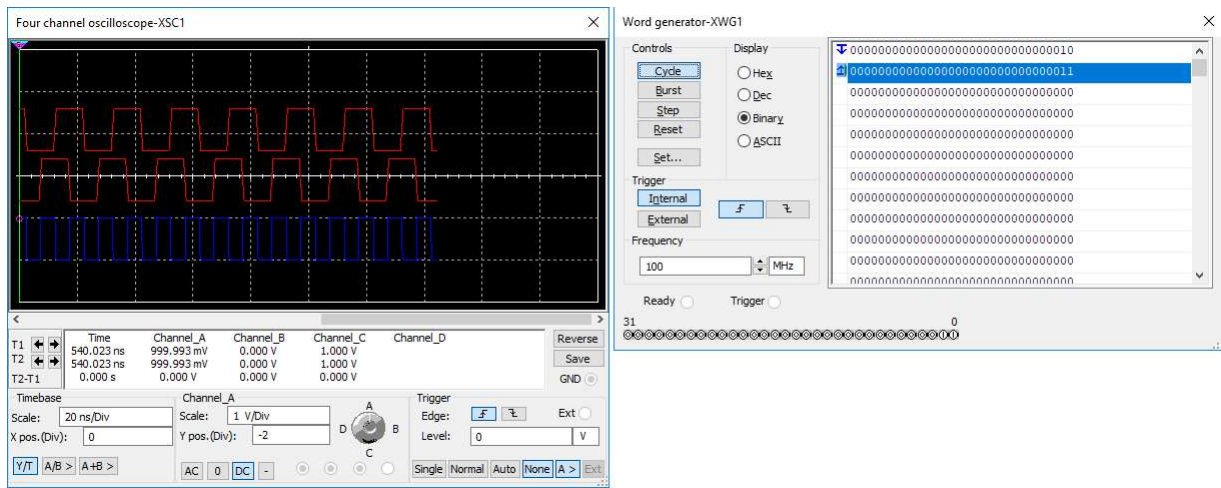 Four channel oscilloscope-XSC1
Time Channel_A Channel_B Channel_C Channel_D
T1 540.023 ns 999.993 mV 0.000 V 1.000 V
T2 540.023 ns 999.993 mV 0.000 V 1.000 V
T2-T1 0.000 s 0.000 V 0.000 V 0.000 V
Reverse
Save
GND
Timebase
Scale: 20 ns/Div
X pos.(Div): 0
Y/T A/B > A+B >
Channel_A
Scale: 1 V/Div
Y pos.(Div): -2
AC 0 DC -
A
D B
C
Trigger
Edge: Ext
Level: 0 V
Single Normal Auto None A > Ext
Word generator-XWG1
Controls
Cycle
Burst
Step
Reset
Set...
Display
Hex
Dec
Binary
ASCII
Trigger
Internal
External
Frequency
100 MHz
Ready Trigger
31 0
00000000000000000000000000000010
00000000000000000000000000000011
00000000000000000000000000000000
00000000000000000000000000000000
00000000000000000000000000000000
00000000000000000000000000000000
00000000000000000000000000000000
00000000000000000000000000000000
00000000000000000000000000000000
00000000000000000000000000000000
00000000000000000000000000000000
00000000000000000000000000000000